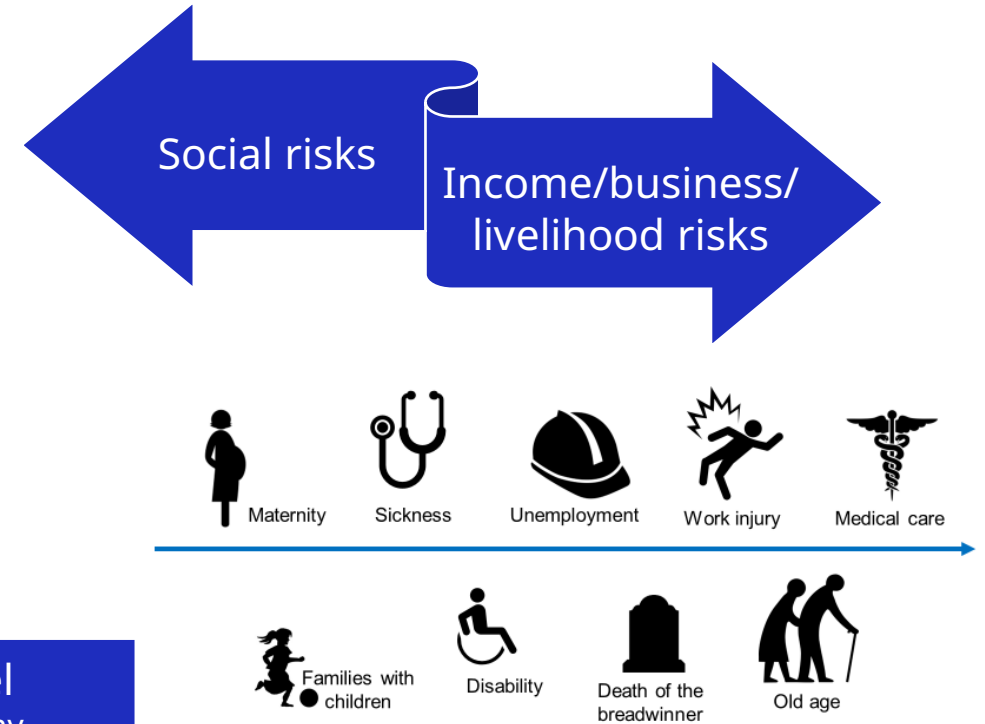 Social risks
Income/business/
livelihood risks
Maternity
Sickness
Unemployment
Work injury
Medical care
Families with
children
Disability
Death of the
breadwinner
Old age